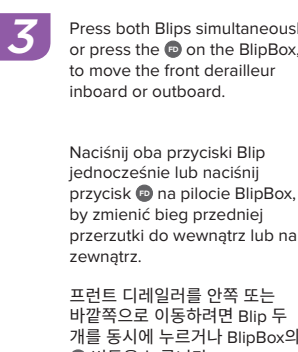 3
Press both Blips simultaneousl
or press the FD on the BlipBox,
to move the front derailleur
inboard or outboard.
Naciśnij oba przyciski Blip
jednocześnie lub naciśnij
przycisk FD na pilocie BlipBox,
by zmienić bieg przedniej
przerzutki do wewnątrz lub na
zewnątrz.
프런트 디레일러를 안쪽 또는
바깥쪽으로 이동하려면 Blip 두
개를 동시에 누르거나 BlipBox의